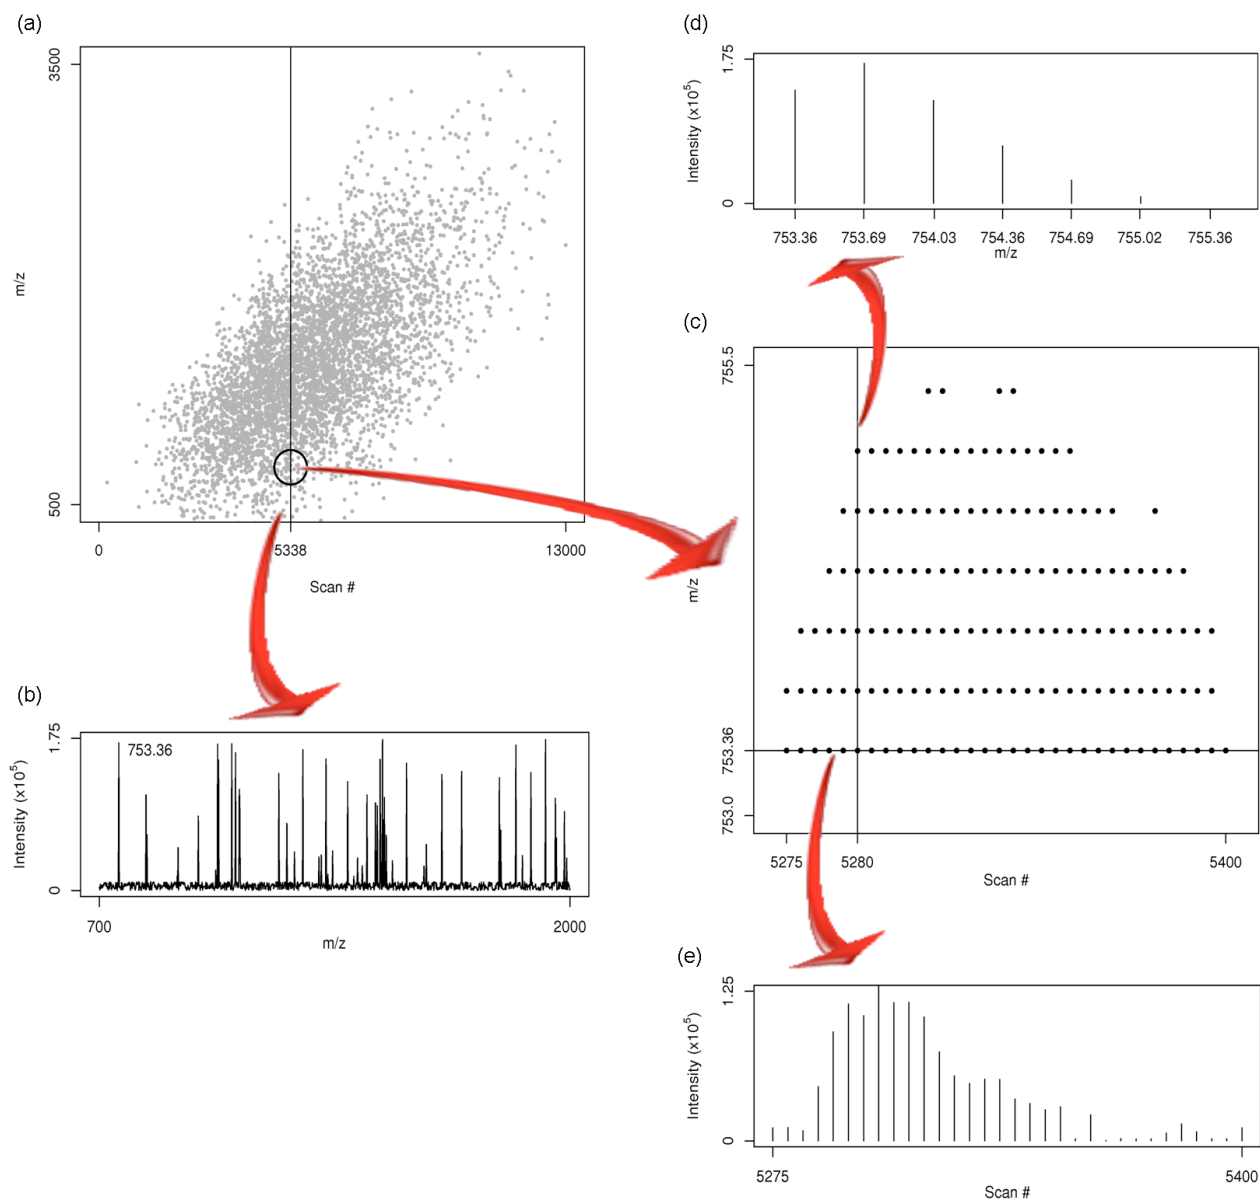 (a)
3500
m/z
500
0
5338
13000
Scan #
(b)
1.75
753.36
Intensity (x10⁵)
0
700
2000
m/z
(d)
1.75
Intensity (x10⁵)
0
753.36 753.69 754.03 754.36 754.69 755.02 755.36
m/z
(c)
755.5
m/z
753.36
753.0
5275 5280 5400
Scan #
(e)
1.25
Intensity (x10⁵)
0
5275 5400
Scan #